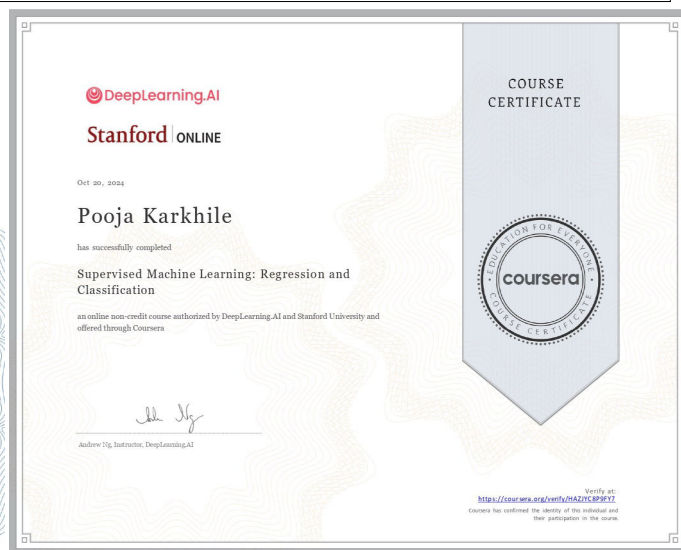 DeepLearning.AI
Stanford ONLINE
COURSE
CERTIFICATE
Oct 20, 2024
Pooja Karkhile
has successfully completed
Supervised Machine Learning: Regression and
Classification
an online non-credit course authorized by DeepLearning.AI and Stanford University and
offered through Coursera
EDUCATION FOR EVERYONE
coursera
COURSE CERTIFICATE
Andrew Ng, Instructor, DeepLearning.AI
Verify at:
https://coursera.org/verify/HAZJYC8P9FY7
Coursera has confirmed the identity of this individual and
their participation in the course.